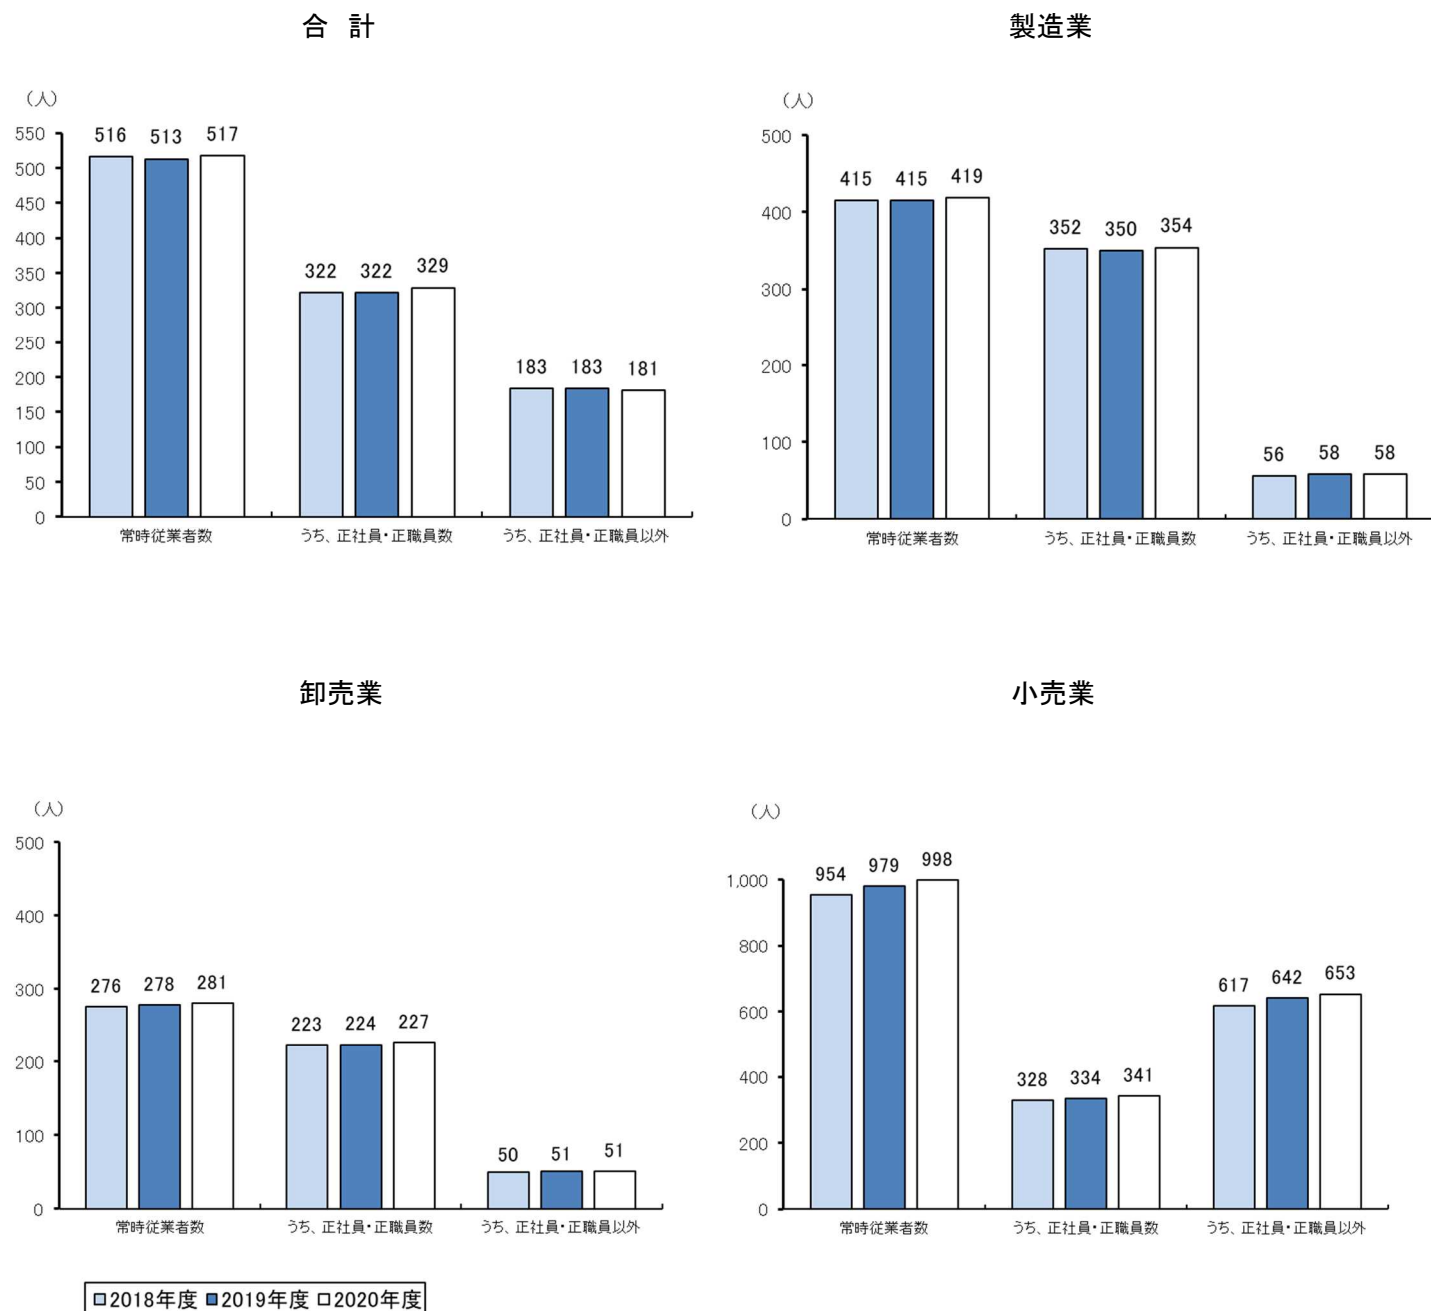 合 計
(人)
550
500
450
400
350
300
250
200
150
100
50
0
516 513 517
322 322 329
183 183 181
常時従業者数 うち、正社員・正職員数 うち、正社員・正職員以外
製造業
(人)
500
400
300
200
100
0
415 415 419
352 350 354
56 58 58
常時従業者数 うち、正社員・正職員数 うち、正社員・正職員以外
卸売業
(人)
500
400
300
200
100
0
276 278 281
223 224 227
50 51 51
常時従業者数 うち、正社員・正職員数 うち、正社員・正職員以外
小売業
(人)
1,000
800
600
400
200
0
954 979 998
328 334 341
617 642 653
常時従業者数 うち、正社員・正職員数 うち、正社員・正職員以外
2018年度 2019年度 2020年度